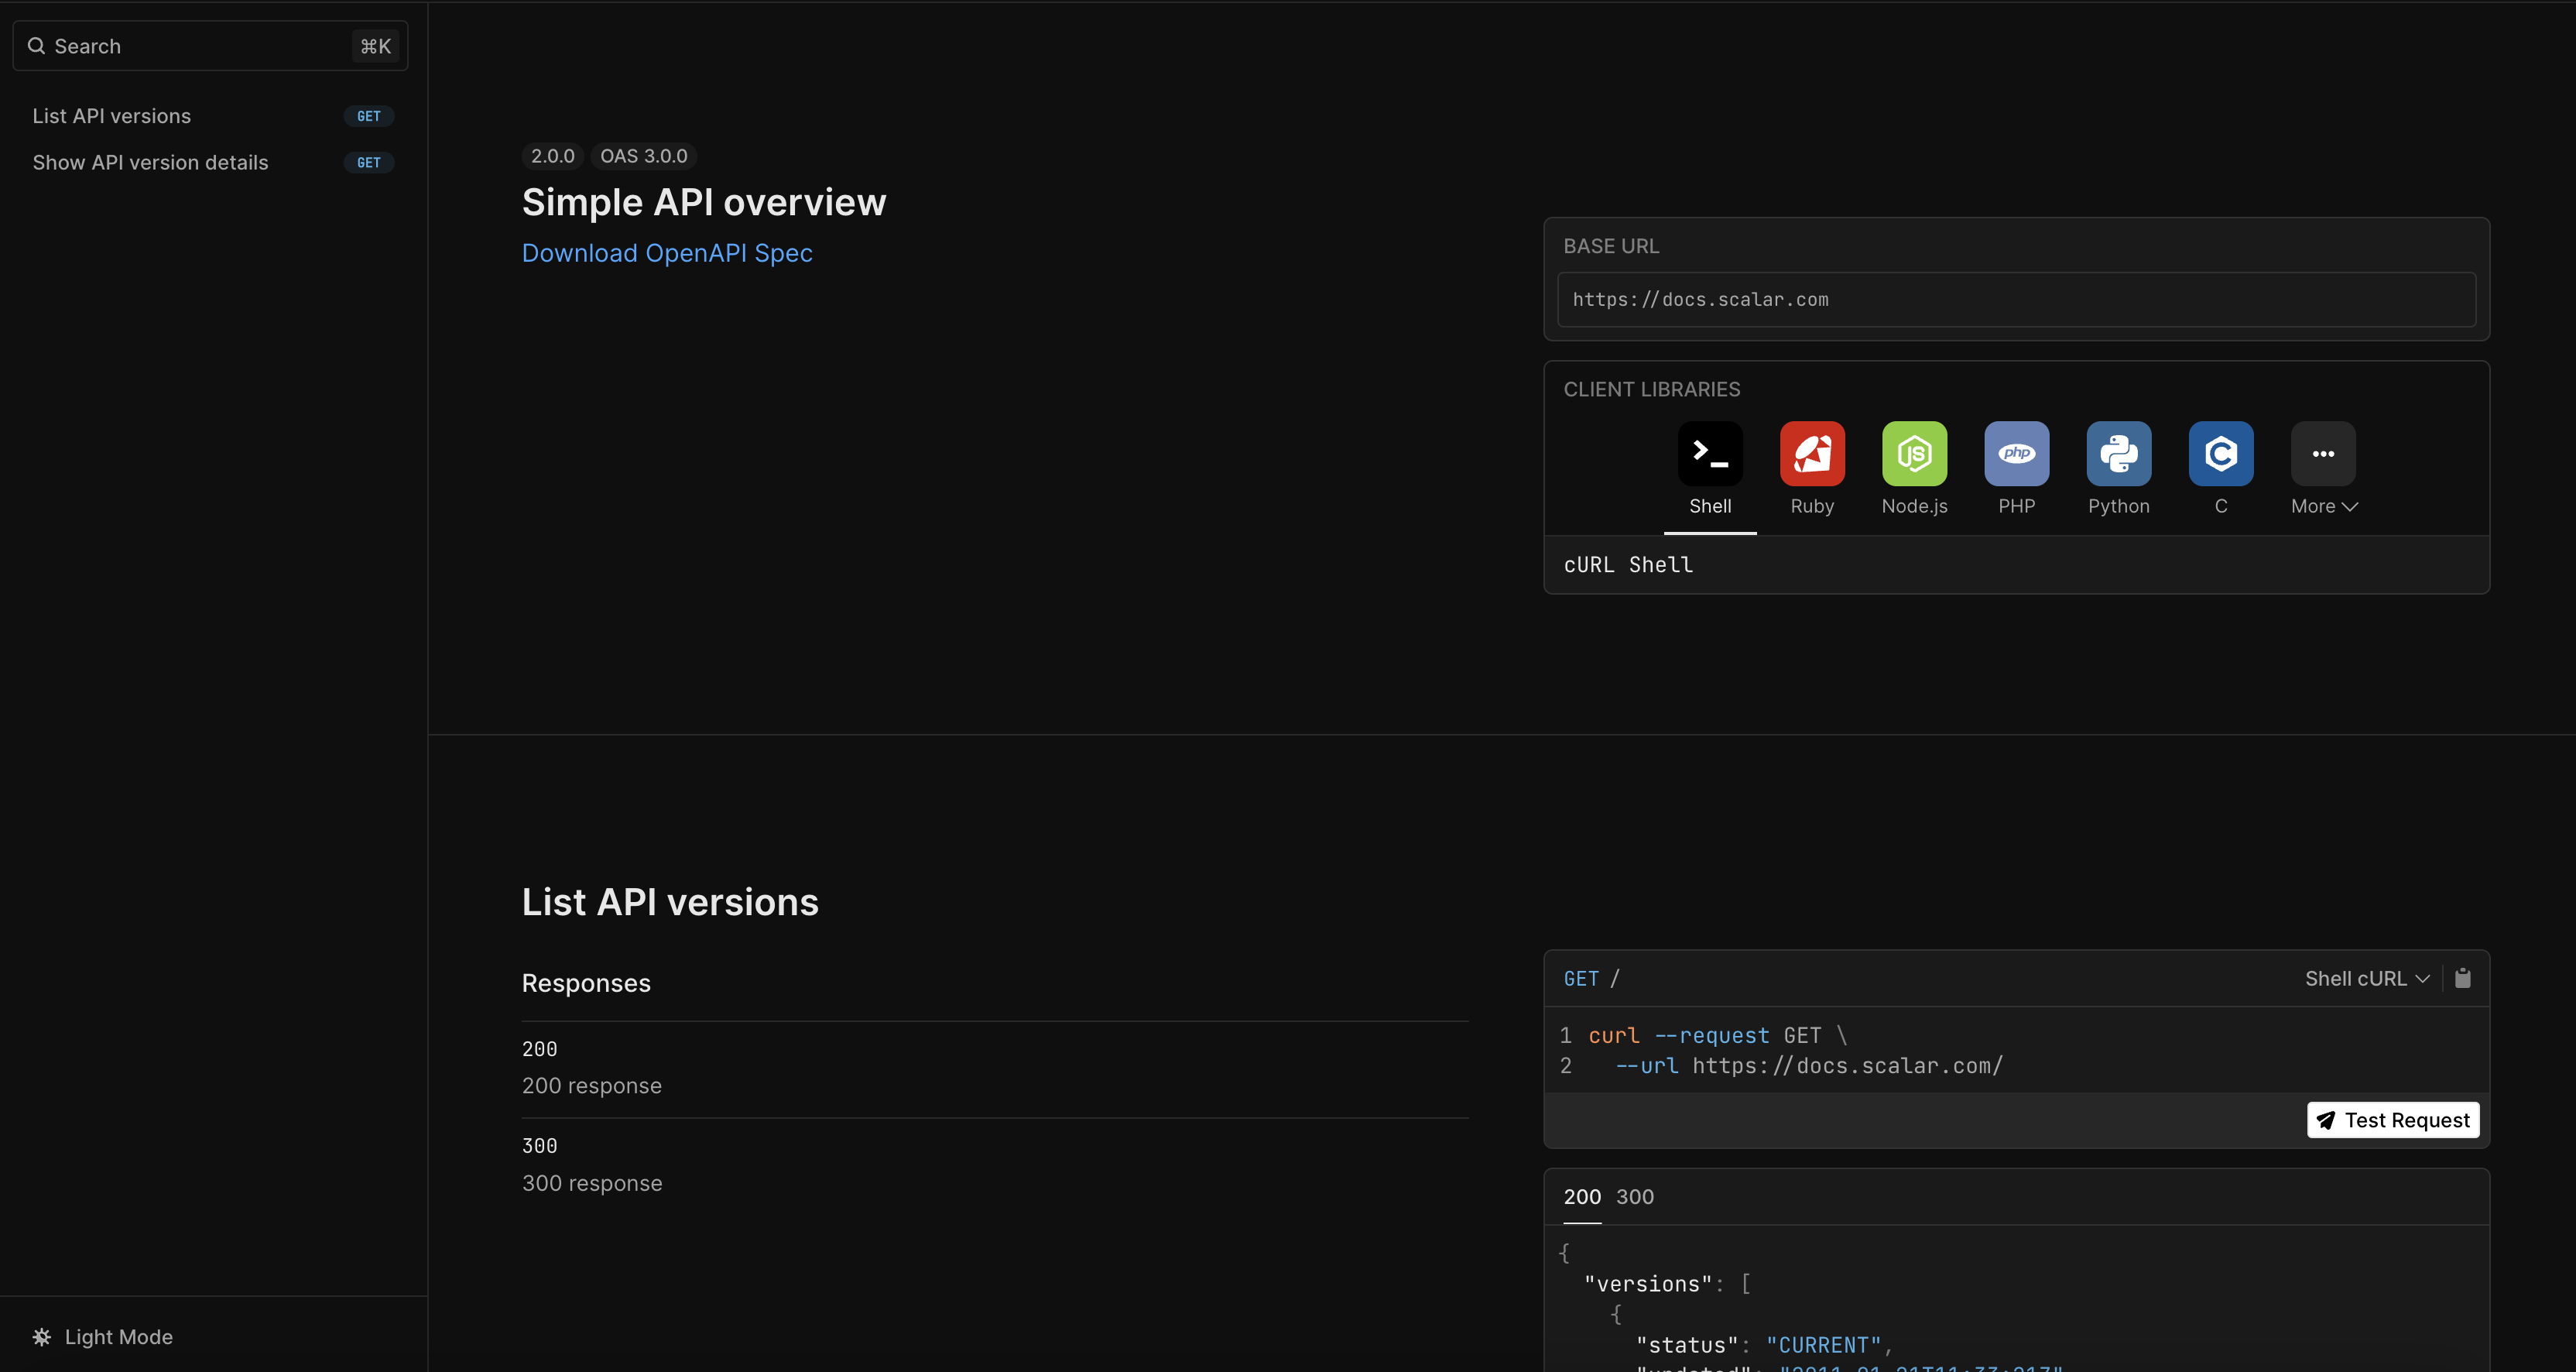 Search ⌘K
List API versions GET
Show API version details GET
Light Mode
2.0.0 OAS 3.0.0
Simple API overview
Download OpenAPI Spec
BASE URL
https://docs.scalar.com
CLIENT LIBRARIES
Shell Ruby Node.js PHP Python C More
cURL Shell
List API versions
Responses
200
200 response
300
300 response
GET / Shell cURL
1 curl --request GET \
2 --url https://docs.scalar.com/
Test Request
200 300
{
"versions": [
{
"status": "CURRENT",